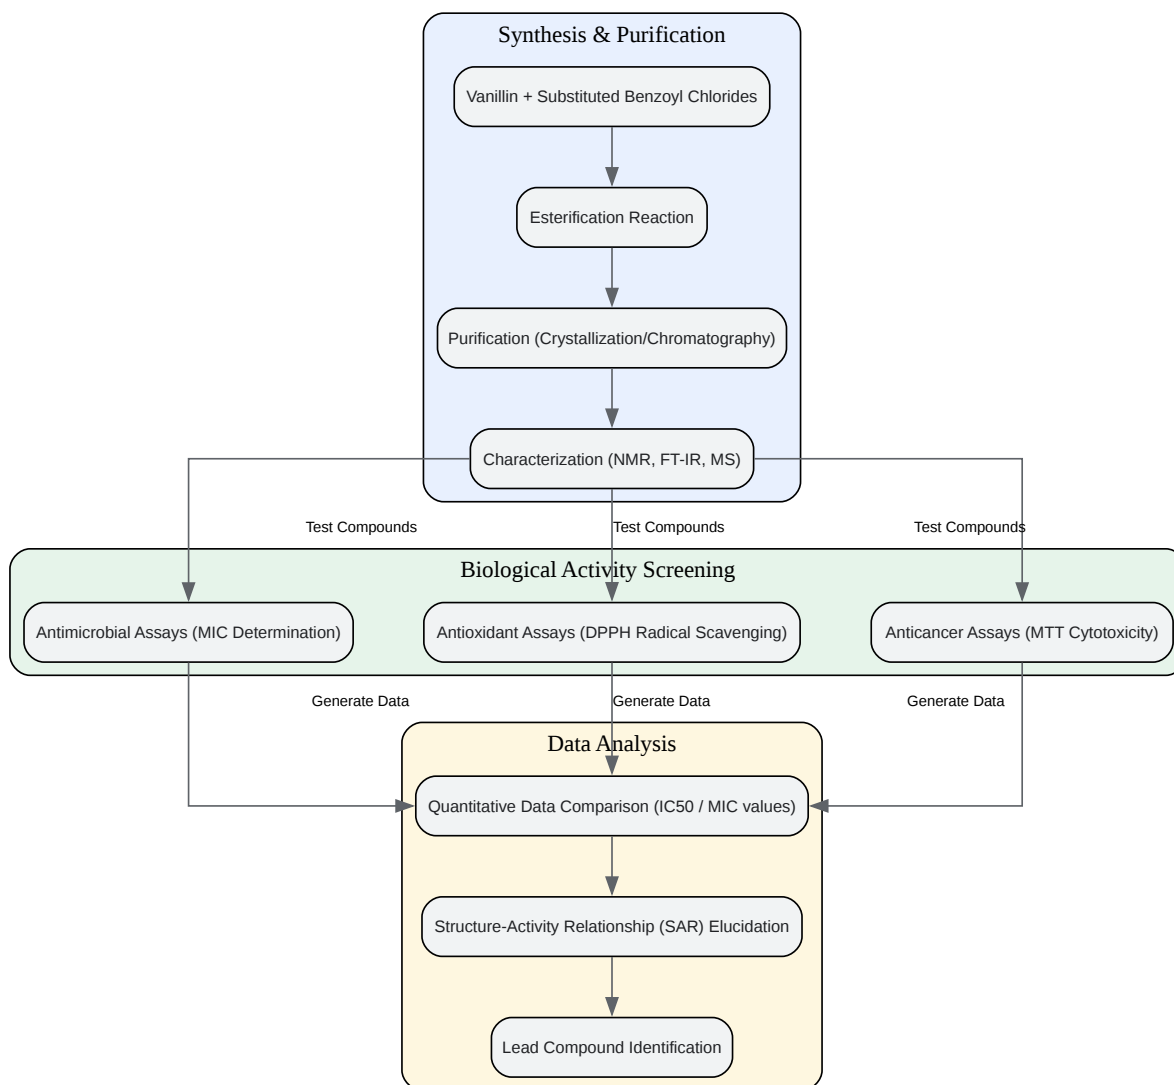 Synthesis & Purification
Vanillin + Substituted Benzoyl Chlorides
Esterification Reaction
Purification (Crystallization/Chromatography)
Characterization (NMR, FT-IR, MS)
Test Compounds
Test Compounds
Test Compounds
Biological Activity Screening
Antimicrobial Assays (MIC Determination)
Antioxidant Assays (DPPH Radical Scavenging)
Anticancer Assays (MTT Cytotoxicity)
Generate Data
Generate Data
Generate Data
Data Analysis
Quantitative Data Comparison (IC50 / MIC values)
Structure-Activity Relationship (SAR) Elucidation
Lead Compound Identification